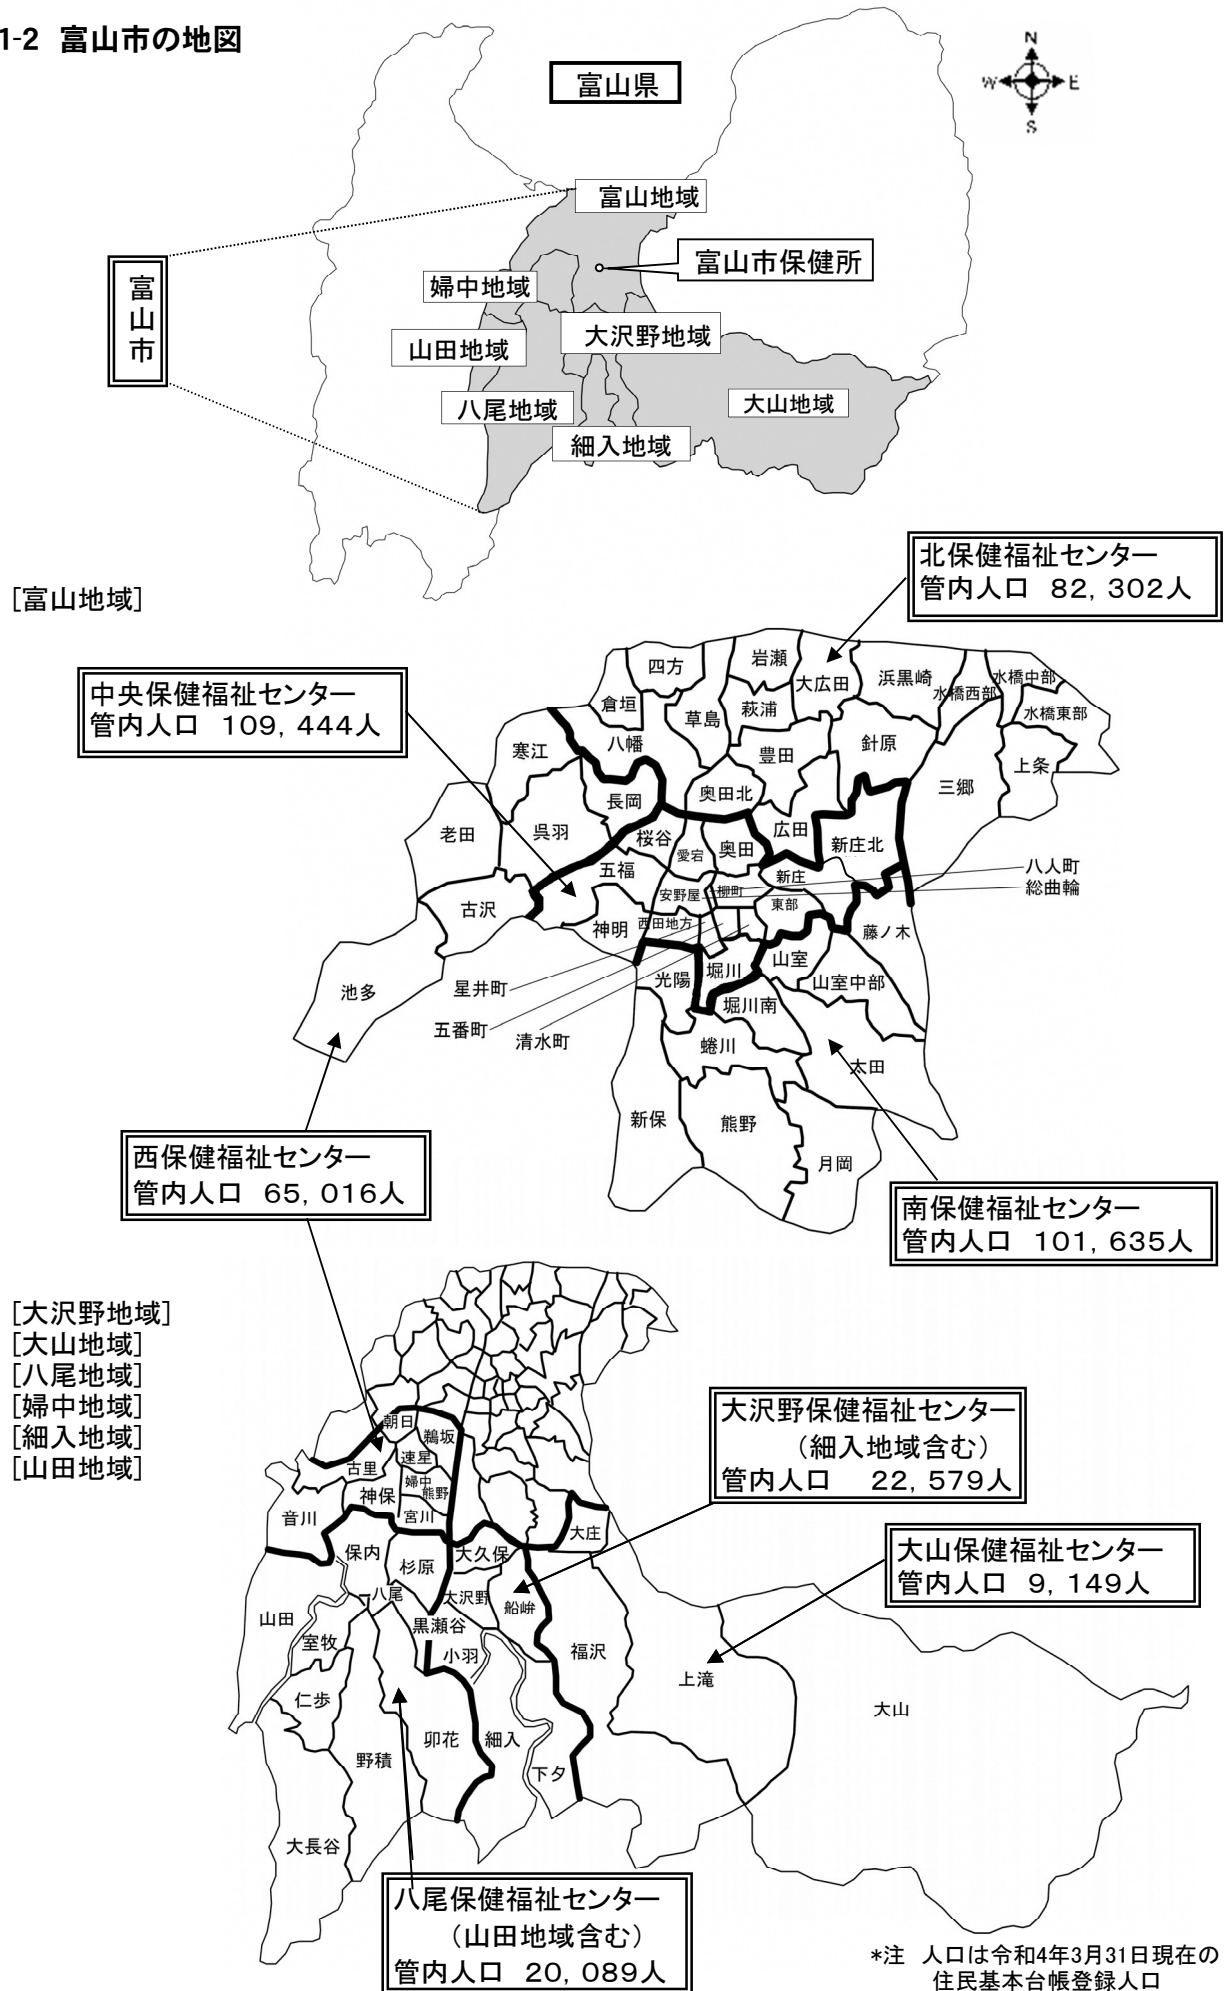 1-2 富山市の地図
富山県
N
W E
S
富山地域
富山市保健所
富山市
婦中地域
大沢野地域
山田地域
大山地域
八尾地域
細入地域
北保健福祉センター
管内人口 82,302人
[富山地域]
中央保健福祉センター
管内人口 109,444人
四方
岩瀬
大広田
浜黒崎
水橋西部
水橋中部
水橋東部
倉垣
草島
萩浦
八幡
寒江
豊田
針原
上条
三郷
長岡
奥田北
老田
呉羽
桜谷
愛宕
奥田
広田
新庄北
五福
新庄
八人町
総曲輪
安野屋
柳町
東部
古沢
神明
西田地方
藤ノ木
光陽
堀川
山室
山室中部
池多
星井町
堀川南
五番町
清水町
蜷川
太田
新保
熊野
月岡
西保健福祉センター
管内人口 65,016人
南保健福祉センター
管内人口 101,635人
[大沢野地域]
[大山地域]
[八尾地域]
[婦中地域]
[細入地域]
[山田地域]
大沢野保健福祉センター
(細入地域含む)
管内人口 22,579人
朝日
鵜坂
速星
古里
婦中
熊野
神保
宮川
音川
大庄
大山保健福祉センター
管内人口 9,149人
保内
杉原
大久保
八尾
大沢野
船峅
山田
黒瀬谷
室牧
小羽
福沢
上滝
仁歩
大山
卯花
細入
野積
下夕
大長谷
八尾保健福祉センター
(山田地域含む)
管内人口 20,089人
*注 人口は令和4年3月31日現在の
住民基本台帳登録人口